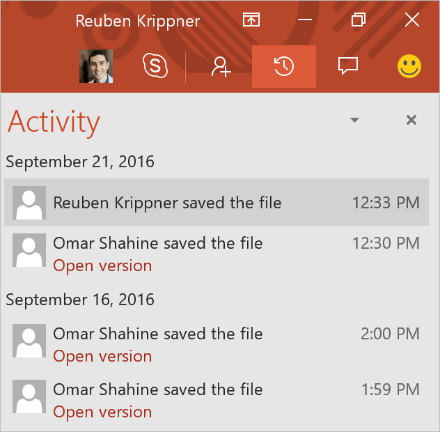 Reuben Krippner
Activity
September 21, 2016
Reuben Krippner saved the file 12:33 PM
Omar Shahine saved the file 12:30 PM
Open version
September 16, 2016
Omar Shahine saved the file 2:00 PM
Open version
Omar Shahine saved the file 1:59 PM
Open version